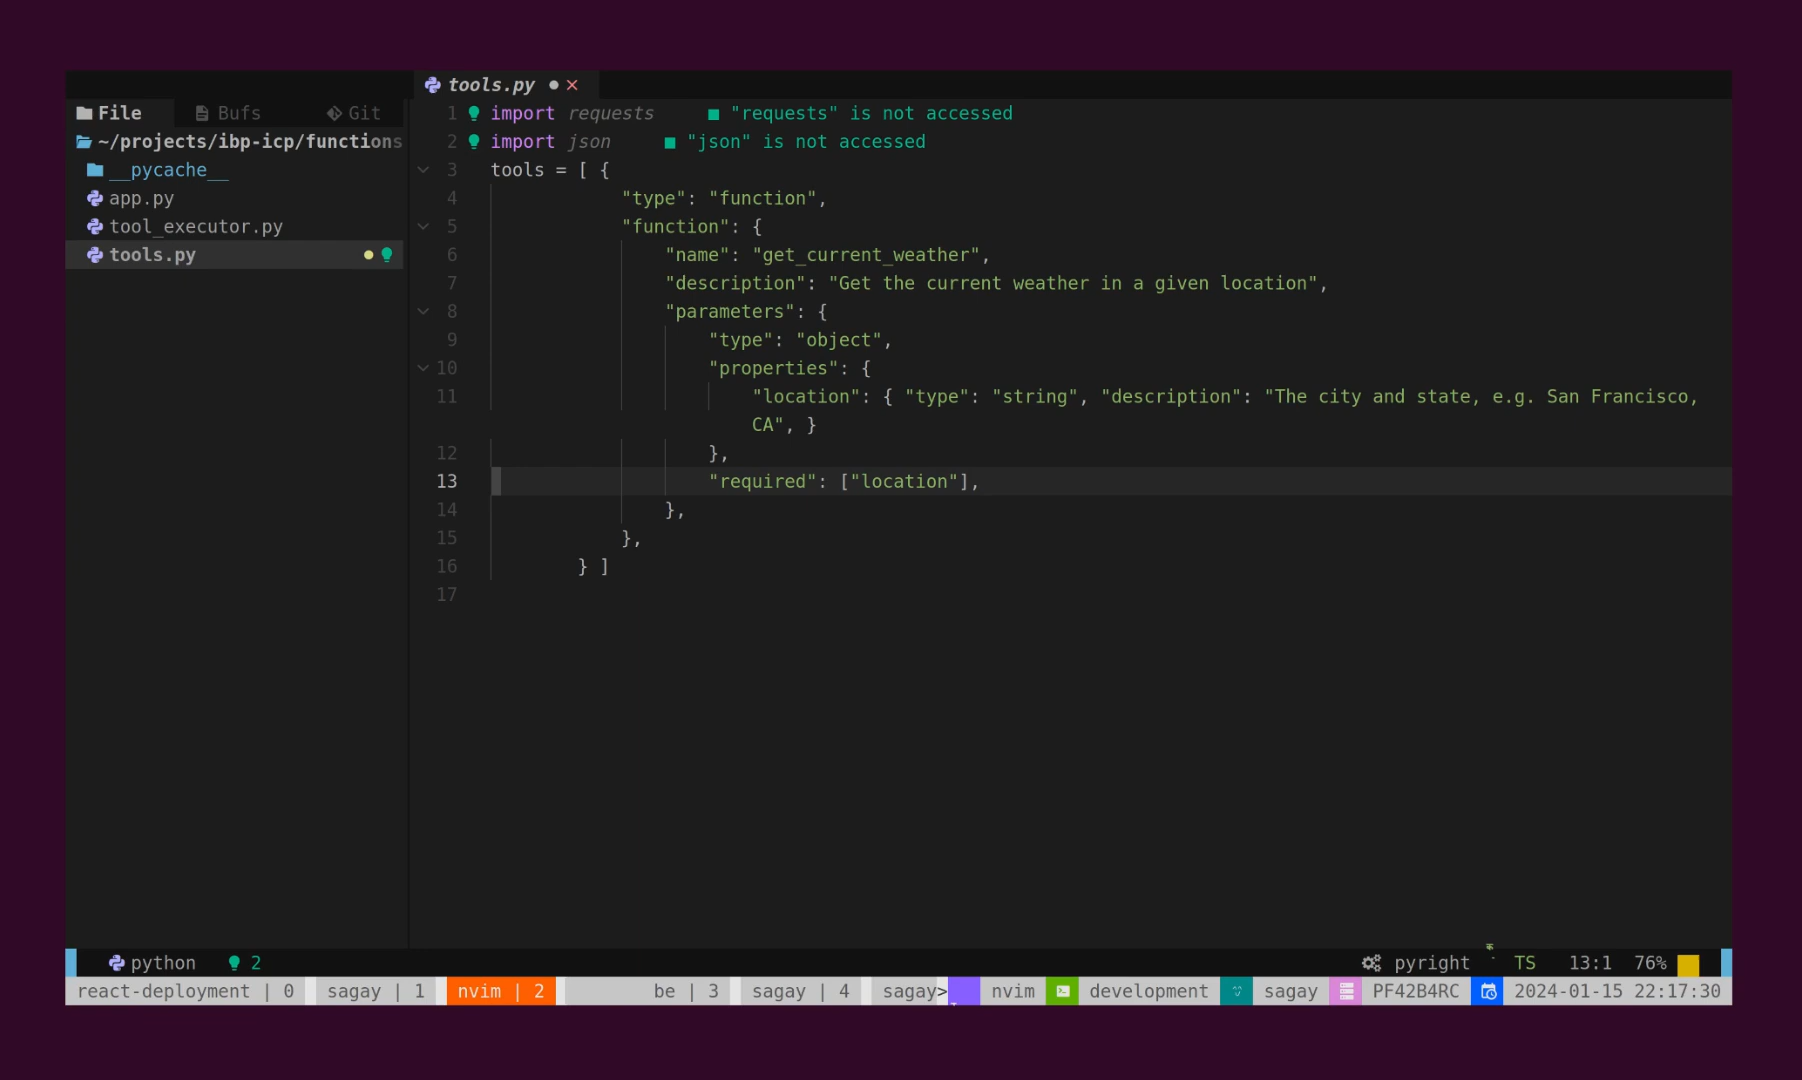 tools.py
File Bufs Git
~/projects/ibp-icp/functions
__pycache__
app.py
tool_executor.py
tools.py
1 import requests "requests" is not accessed
2 import json "json" is not accessed
3 tools = [ {
4 "type": "function",
5 "function": {
6 "name": "get_current_weather",
7 "description": "Get the current weather in a given location",
8 "parameters": {
9 "type": "object",
10 "properties": {
11 "location": { "type": "string", "description": "The city and state, e.g. San Francisco,
CA", }
12 },
13 "required": ["location"],
14 },
15 },
16 } ]
17
python 2 pyright TS 13:1 76%
react-deployment | 0 sagay | 1 nvim | 2 be | 3 sagay | 4 sagay> nvim development sagay PF42B4RC 2024-01-15 22:17:30